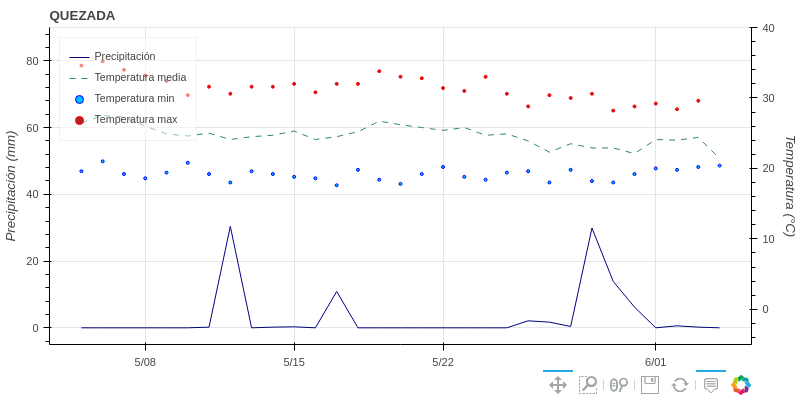 QUEZADA
Precipitación
Temperatura media
Temperatura min
Temperatura max
Precipitación (mm)
80
60
40
20
0
Temperatura (°C)
40
30
20
10
0
5/08
5/15
5/22
6/01